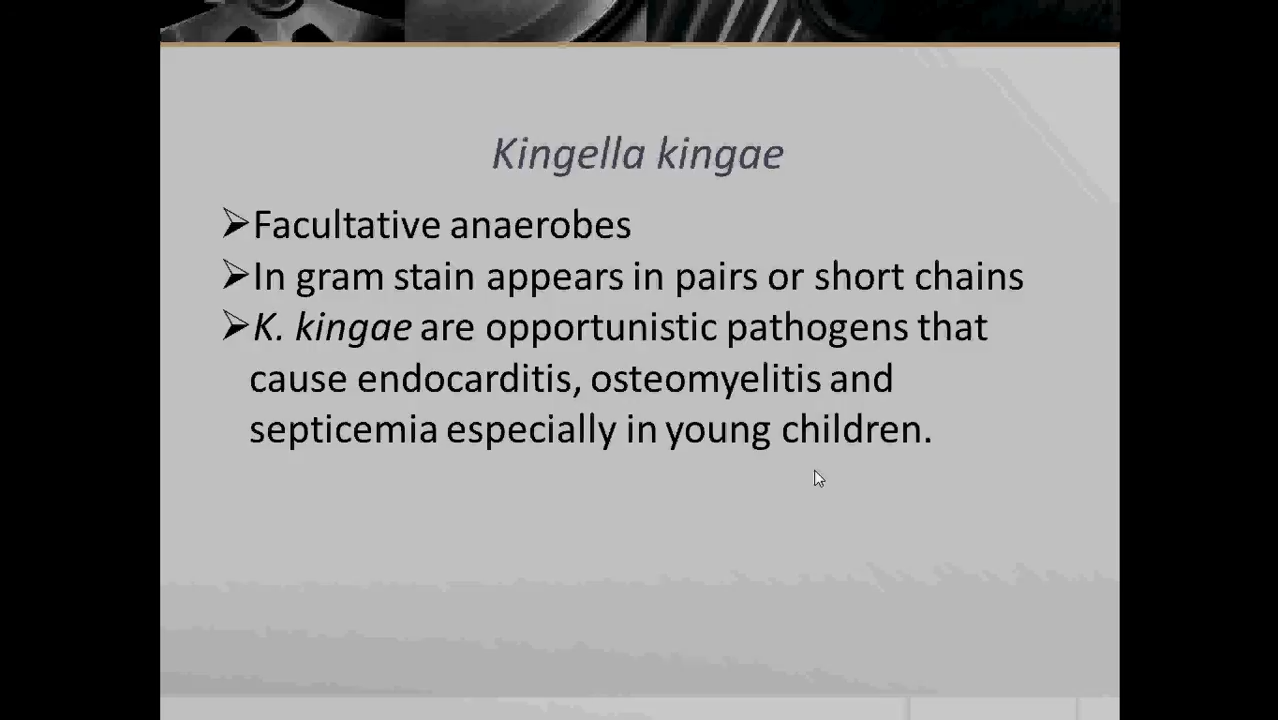 Kingella kingae
➢Facultative anaerobes
➢In gram stain appears in pairs or short chains
➢K. kingae are opportunistic pathogens that
cause endocarditis, osteomyelitis and
septicemia especially in young children.